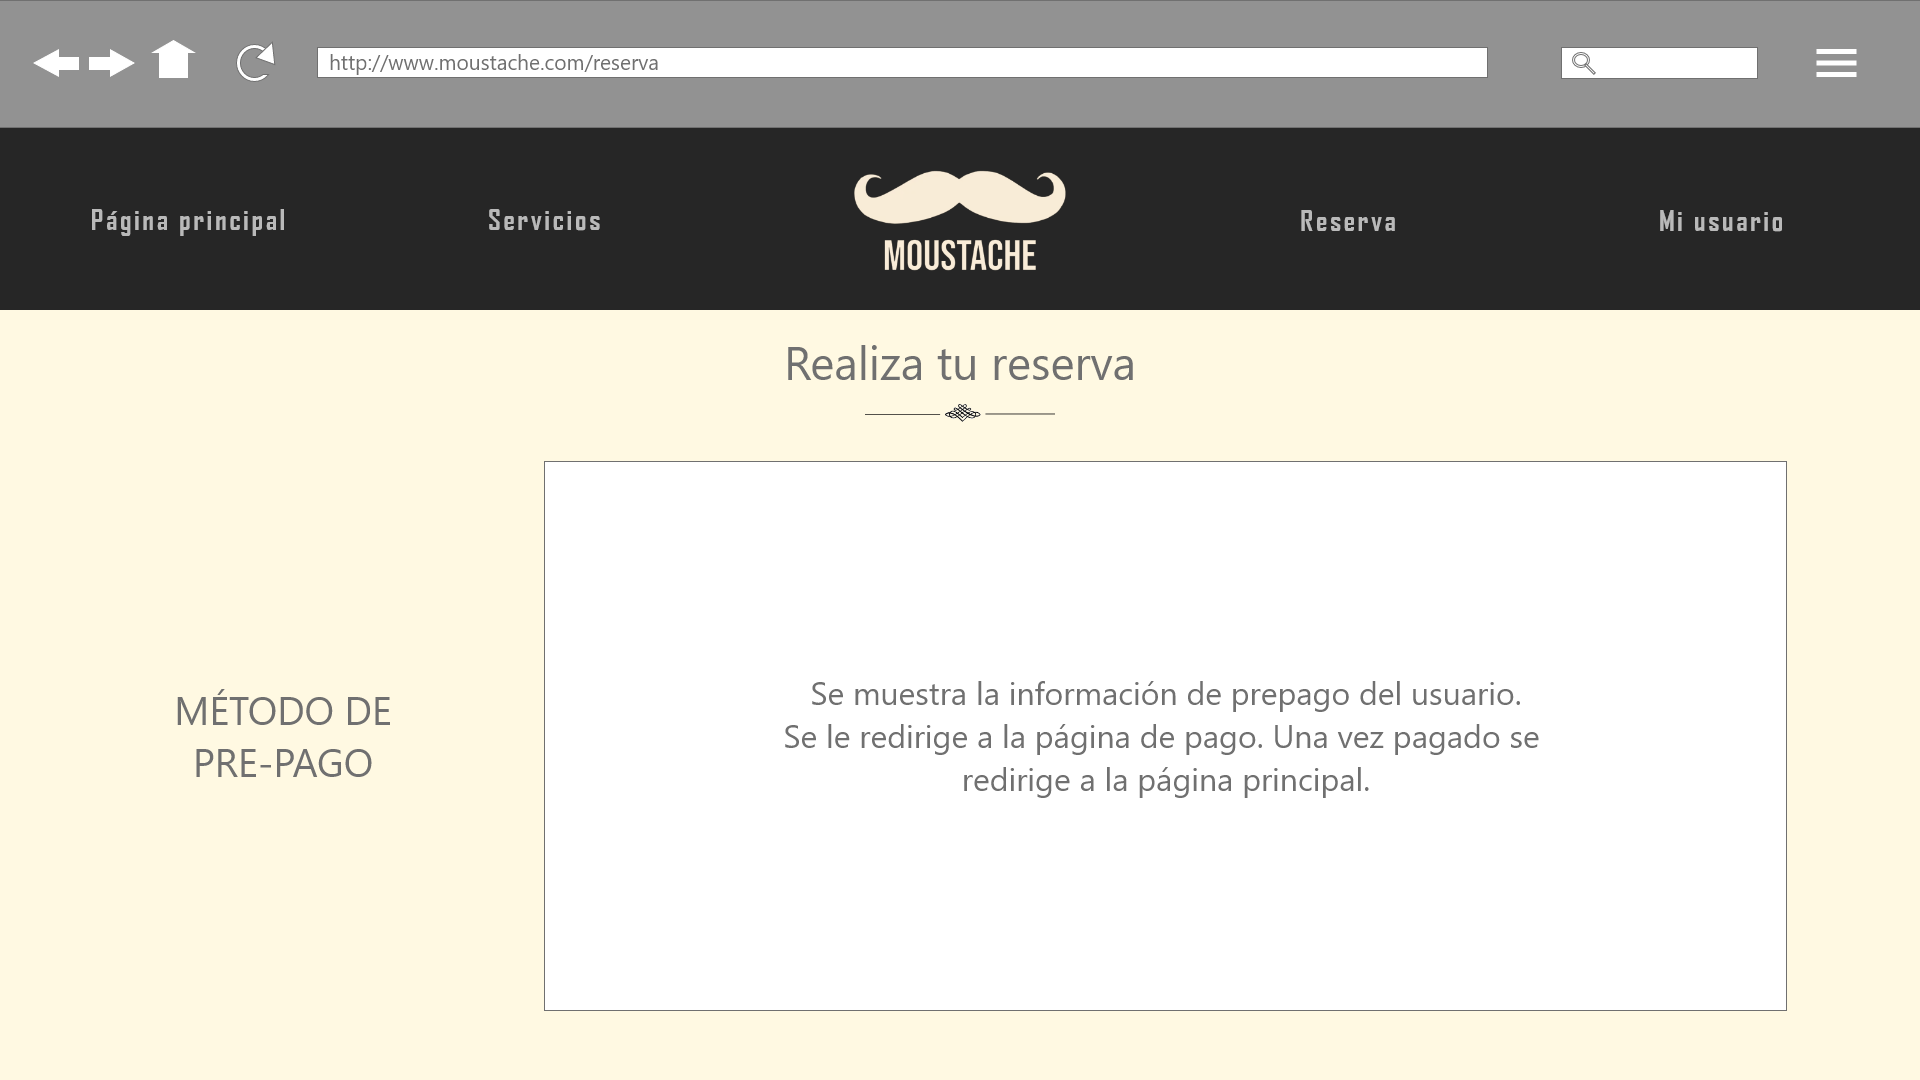 http://www.moustache.com/reserva
Página principal
Servicios
MOUSTACHE
Reserva
Mi usuario
Realiza tu reserva
MÉTODO DE
PRE-PAGO
Se muestra la información de prepago del usuario.
Se le redirige a la página de pago. Una vez pagado se
redirige a la página principal.